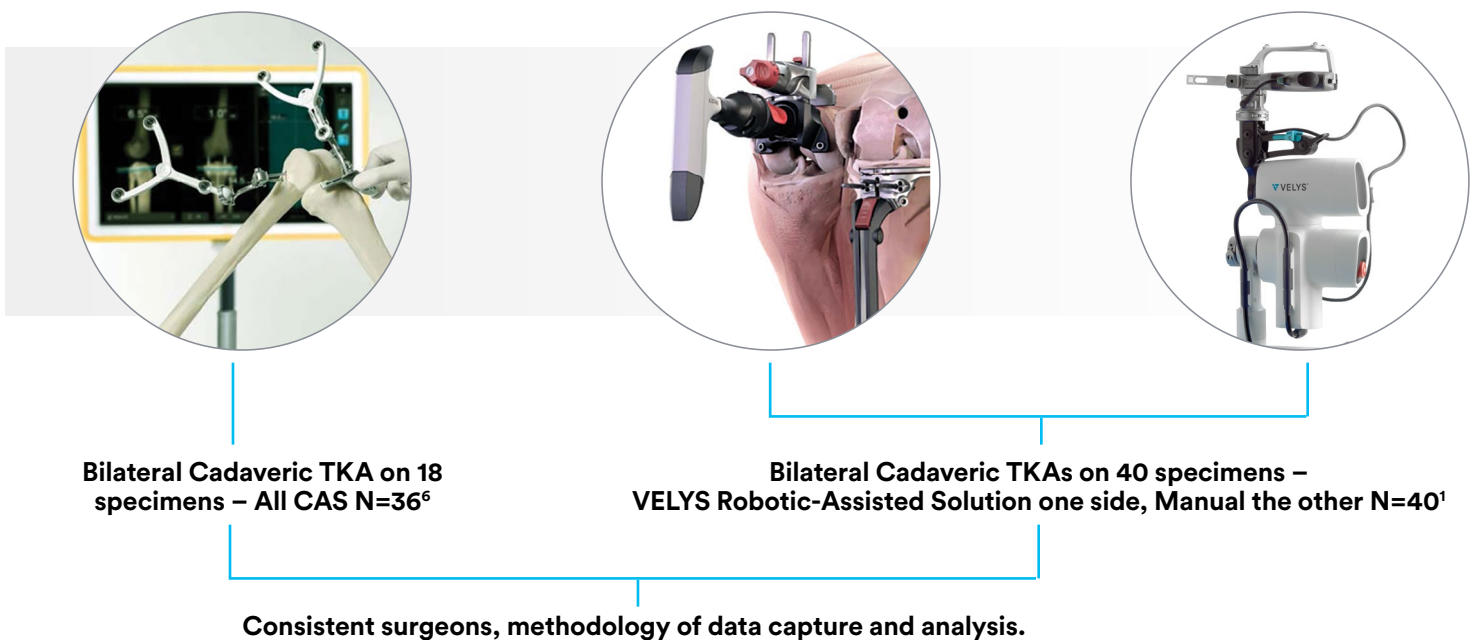 VELYS
Bilateral Cadaveric TKA on 18
specimens – All CAS N=36⁶
Bilateral Cadaveric TKAs on 40 specimens –
VELYS Robotic-Assisted Solution one side, Manual the other N=40¹
Consistent surgeons, methodology of data capture and analysis.